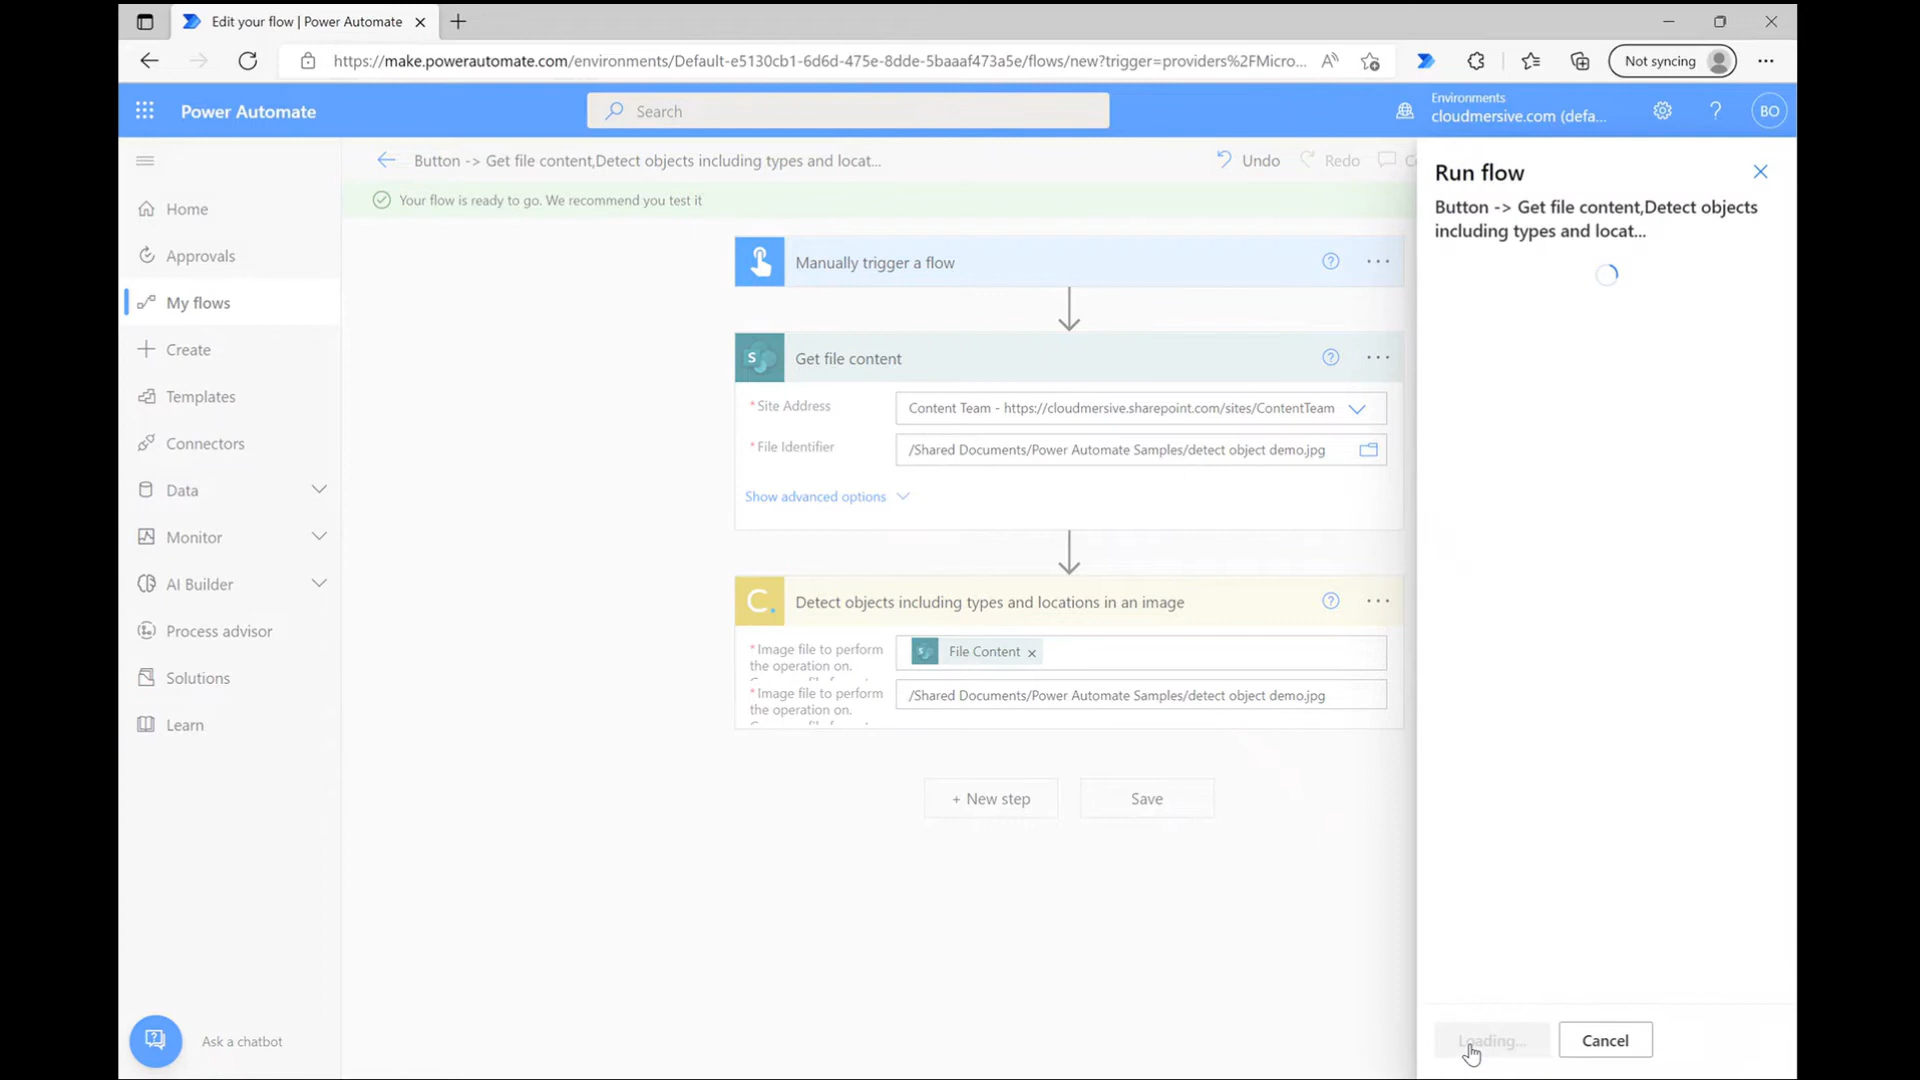 Edit your flow | Power Automate
https://make.powerautomate.com/environments/Default-e5130cb1-6d6d-475e-8dde-5baaaf473a5e/flows/new?trigger=providers%2FMicro...
Not syncing
Power Automate
Search
Environments
cloudmersive.com (defa...
BO
Button -> Get file content,Detect objects including types and locat...
Undo
Redo
Your flow is ready to go. We recommend you test it
Home
Approvals
My flows
Create
Templates
Connectors
Data
Monitor
AI Builder
Process advisor
Solutions
Learn
Ask a chatbot
Manually trigger a flow
Get file content
* Site Address
Content Team - https://cloudmersive.sharepoint.com/sites/ContentTeam
* File Identifier
/Shared Documents/Power Automate Samples/detect object demo.jpg
Show advanced options
C.
Detect objects including types and locations in an image
* Image file to perform
the operation on.
File Content
* Image file to perform
the operation on.
/Shared Documents/Power Automate Samples/detect object demo.jpg
+ New step
Save
Run flow
Button -> Get file content,Detect objects
including types and locat...
Loading...
Cancel